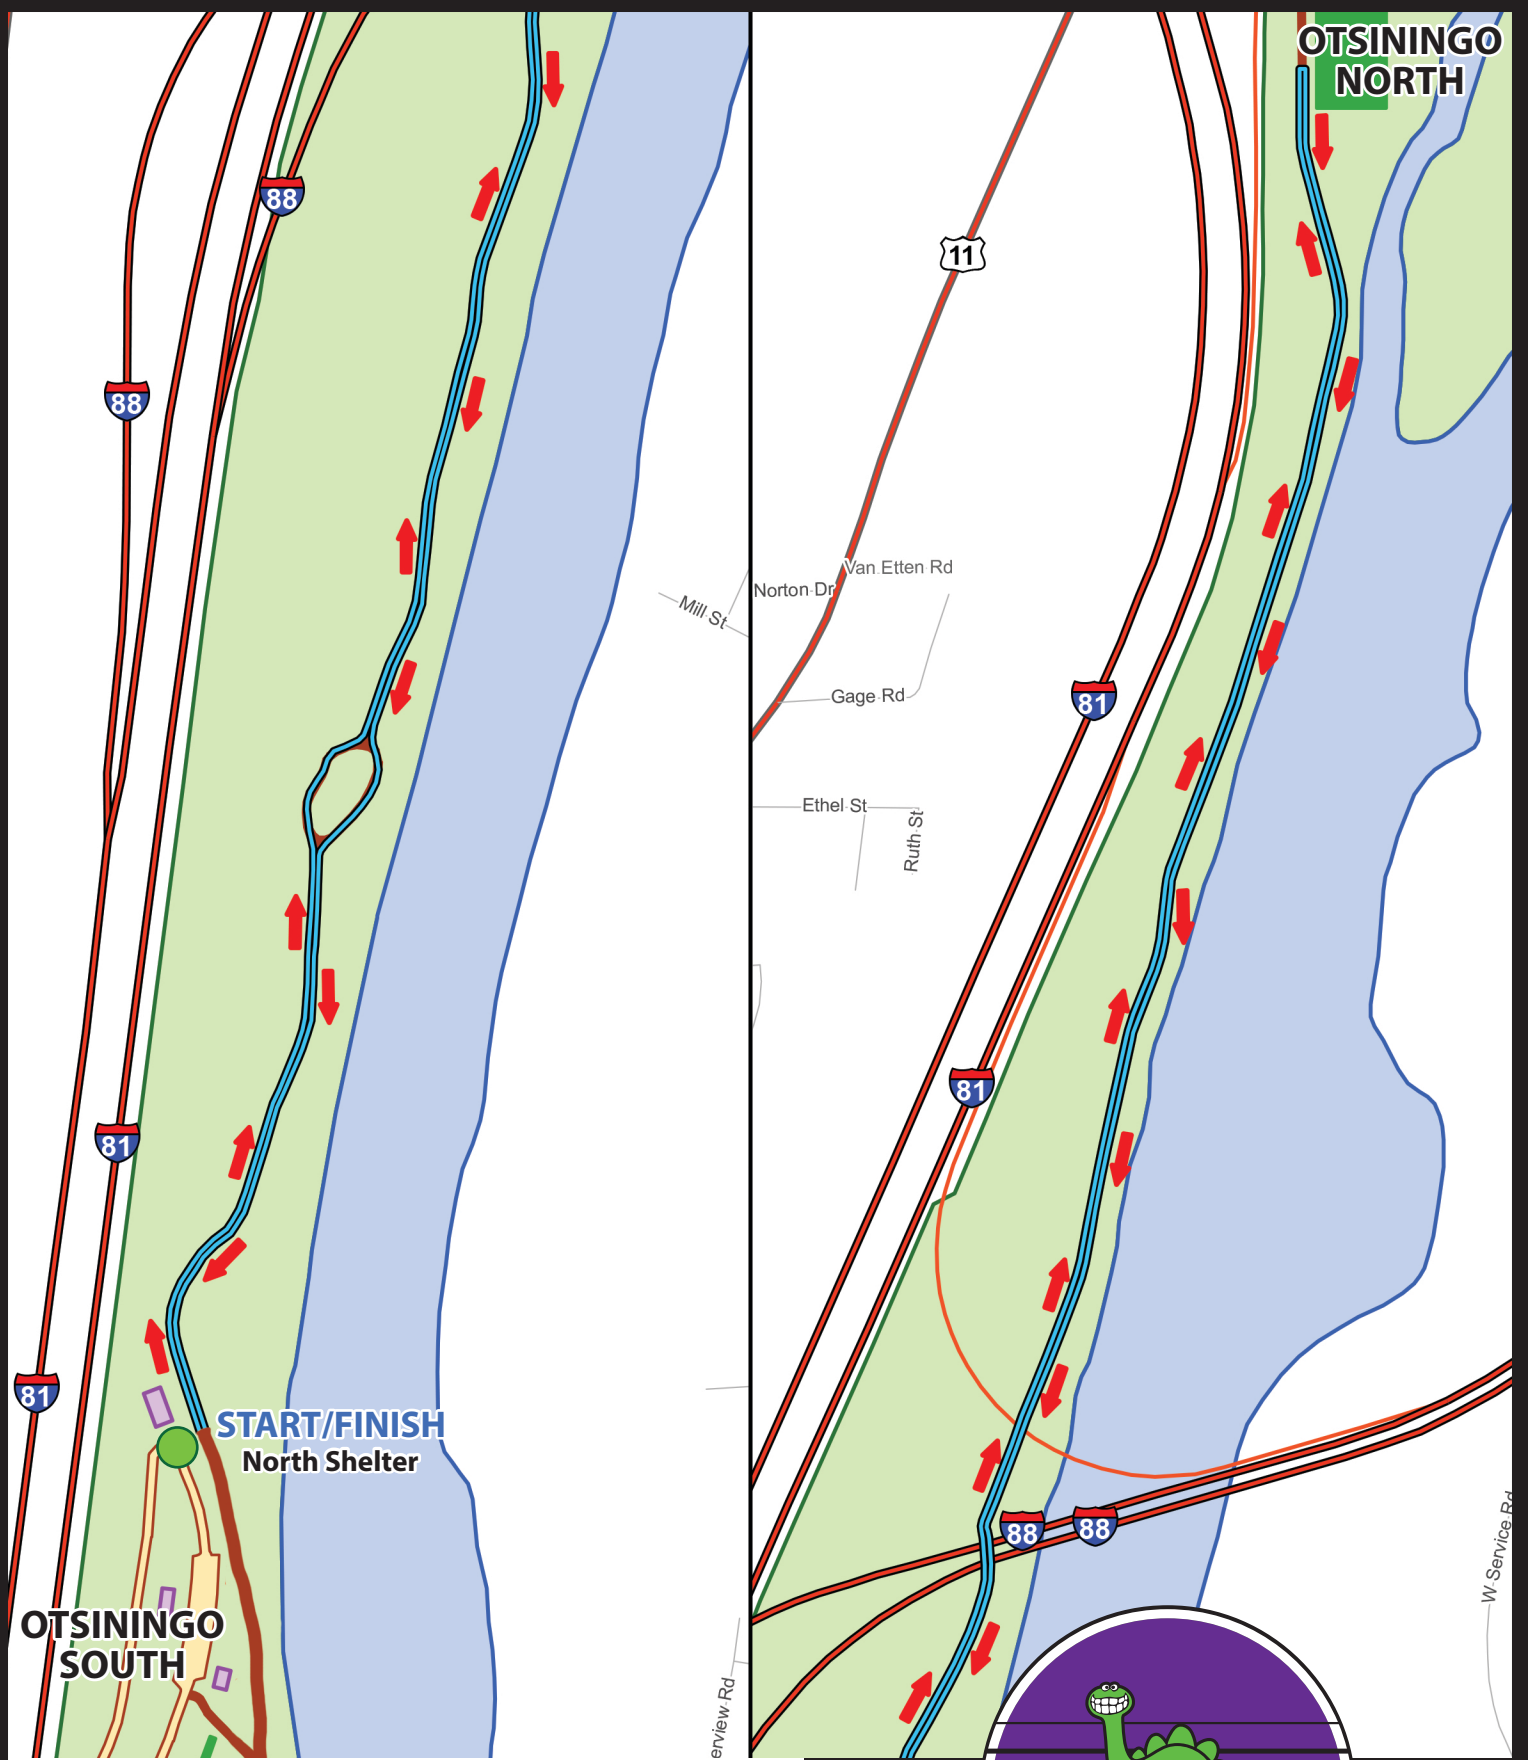 OTSININGO
NORTH
88
11
88
Van Etten Rd
Norton Dr
Mill St
Gage Rd
81
Ethel St
Ruth St
81
81
81
START/FINISH
North Shelter
88
88
W Service Rd
OTSININGO
SOUTH
erview Rd